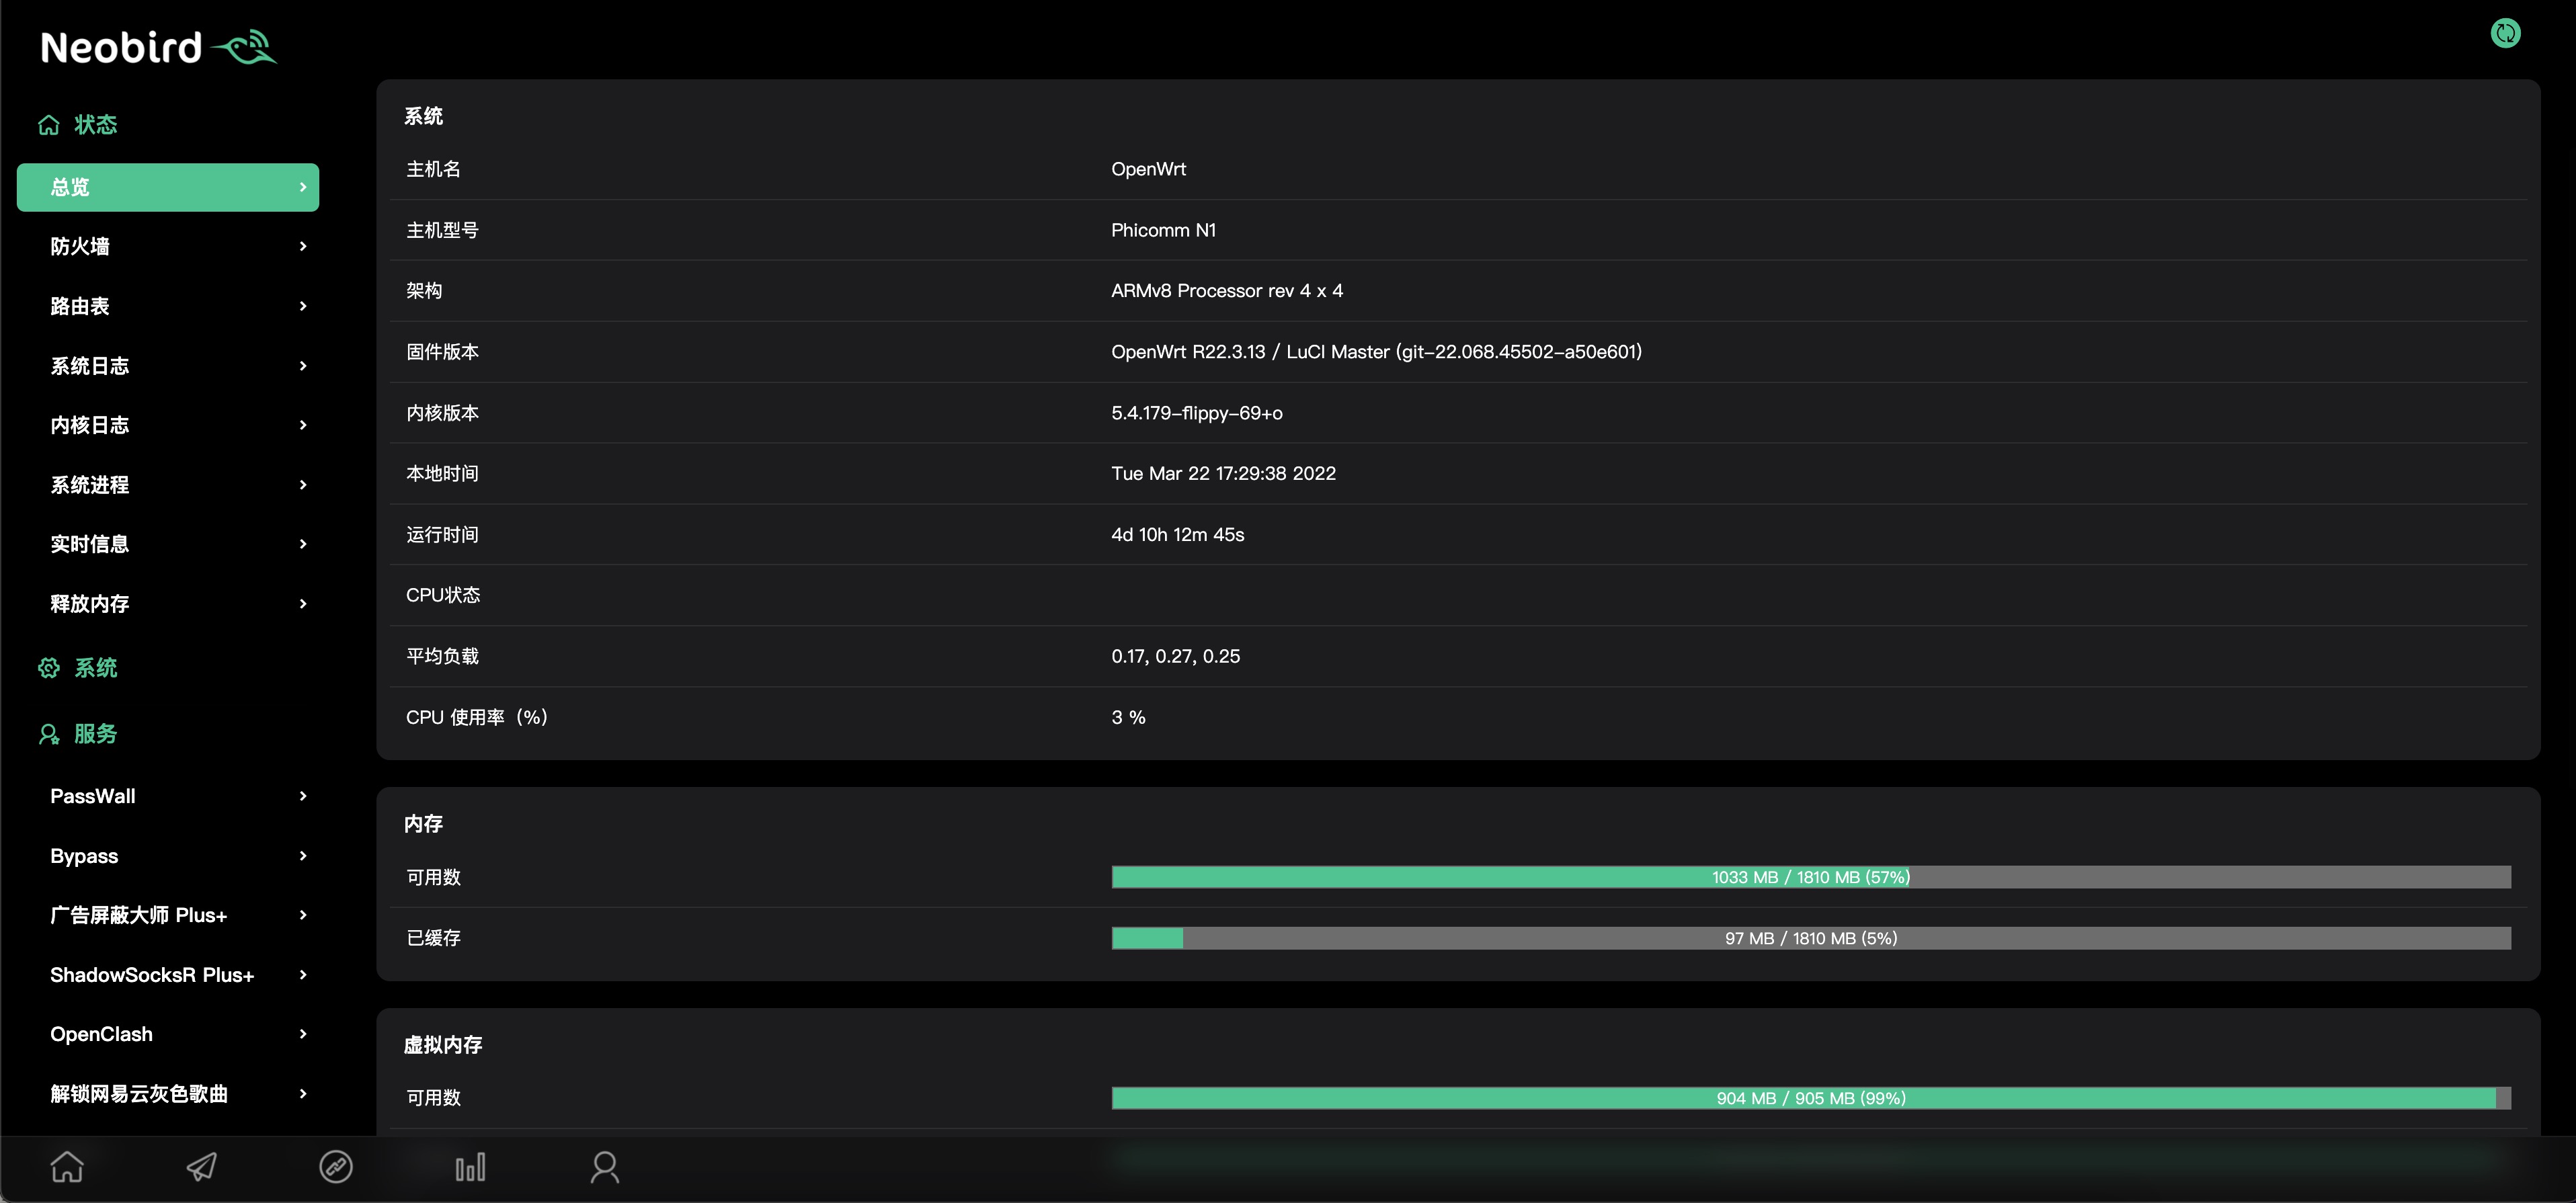 Neobird
状态
总览
防火墙
路由表
系统日志
内核日志
系统进程
实时信息
释放内存
系统
服务
PassWall
Bypass
广告屏蔽大师 Plus+
ShadowSocksR Plus+
OpenClash
解锁网易云灰色歌曲
系统
主机名 OpenWrt
主机型号 Phicomm N1
架构 ARMv8 Processor rev 4 x 4
固件版本 OpenWrt R22.3.13 / LuCI Master (git-22.068.45502-a50e601)
内核版本 5.4.179-flippy-69+o
本地时间 Tue Mar 22 17:29:38 2022
运行时间 4d 10h 12m 45s
CPU状态
平均负载 0.17, 0.27, 0.25
CPU 使用率（%） 3 %
内存
可用数 1033 MB / 1810 MB (57%)
已缓存 97 MB / 1810 MB (5%)
虚拟内存
可用数 904 MB / 905 MB (99%)